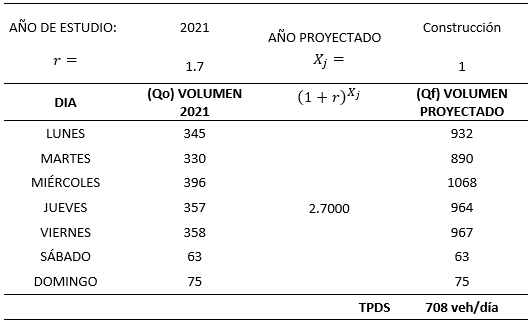 AÑO DE ESTUDIO: 2021 AÑO PROYECTADO Construcción
r = 1.7 Xj = 1
DIA (Qo) VOLUMEN 2021 (1 + r)^Xj (Qf) VOLUMEN PROYECTADO
LUNES 345 932
MARTES 330 890
MIÉRCOLES 396 1068
JUEVES 357 2.7000 964
VIERNES 358 967
SÁBADO 63 63
DOMINGO 75 75
TPDS 708 veh/día